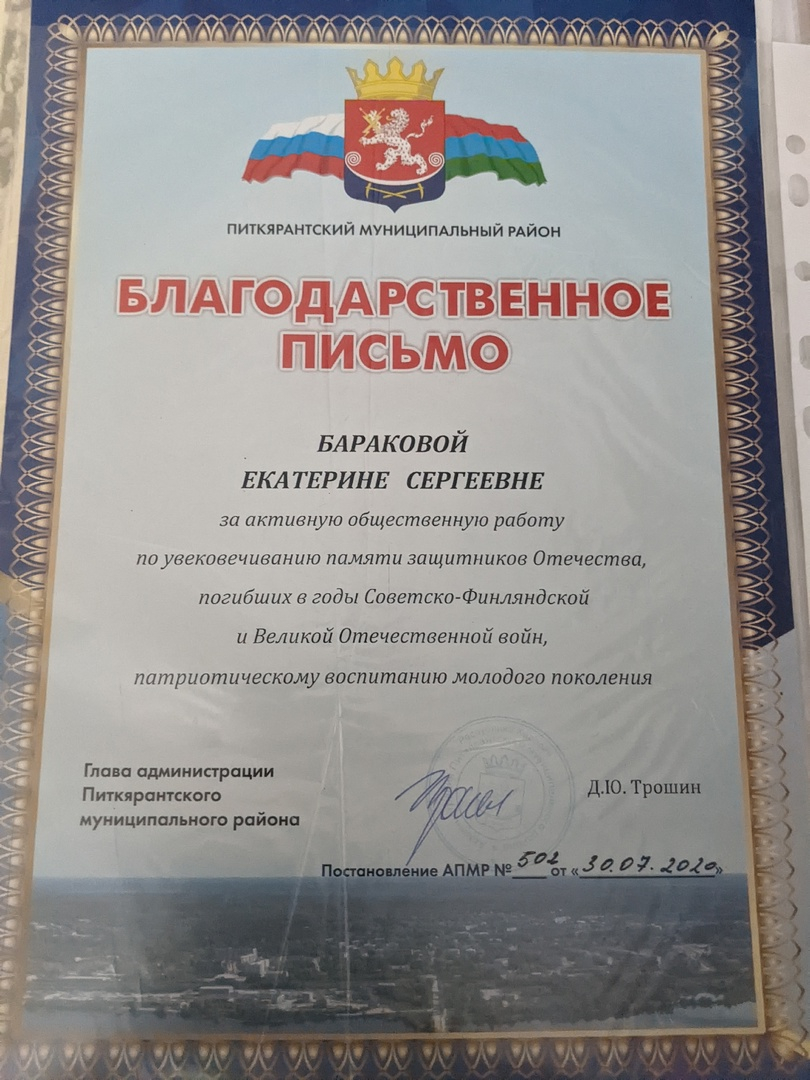 ПИТКЯРАНТСКИЙ МУНИЦИПАЛЬНЫЙ РАЙОН
БЛАГОДАРСТВЕННОЕ
ПИСЬМО
БАРАКОВОЙ
ЕКАТЕРИНЕ СЕРГЕЕВНЕ
за активную общественную работу
по увековечиванию памяти защитников Отечества,
погибших в годы Советско-Финляндской
и Великой Отечественной войн,
патриотическому воспитанию молодого поколения
Глава администрации
Питкярантского
муниципального района
Д.Ю. Трошин
Постановление АПМР № 502 от «30.07.2020»